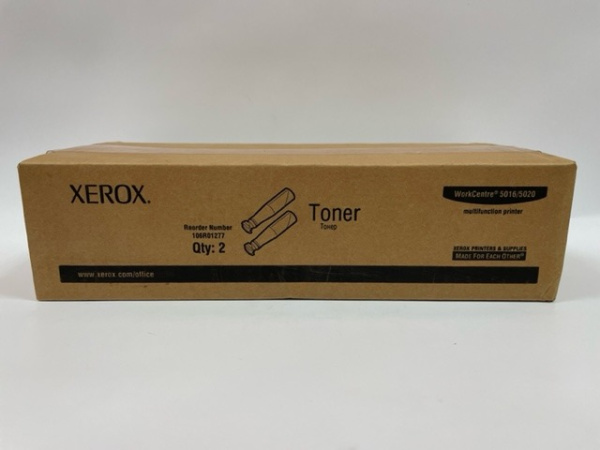 XEROX.
Reorder Number
106R01277
Qty: 2
Toner
Тонер
WorkCentre® 5016/5020
multifunction printer
XEROX PRINTERS & SUPPLIES
MADE FOR EACH OTHER®
www.xerox.com/office